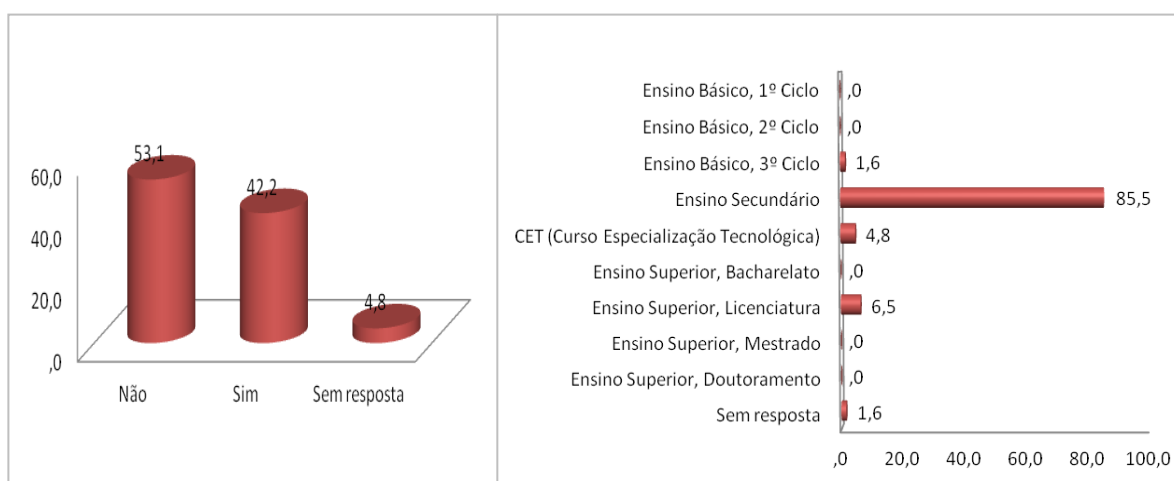 53,1
42,2
4,8
60,0
40,0
20,0
,0
Não Sim Sem resposta
Ensino Básico, 1º Ciclo ,0
Ensino Básico, 2º Ciclo ,0
Ensino Básico, 3º Ciclo 1,6
Ensino Secundário 85,5
CET (Curso Especialização Tecnológica) 4,8
Ensino Superior, Bacharelato ,0
Ensino Superior, Licenciatura 6,5
Ensino Superior, Mestrado ,0
Ensino Superior, Doutoramento ,0
Sem resposta 1,6
,0 20,0 40,0 60,0 80,0 100,0